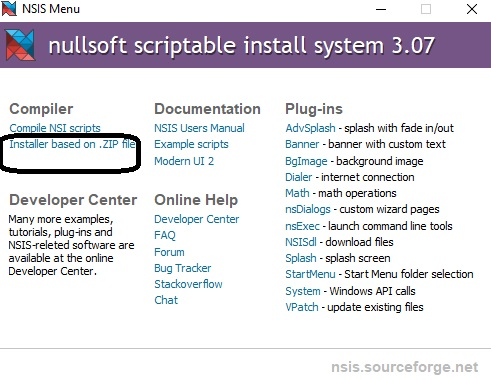 NSIS Menu
nullsoft scriptable install system 3.07
Compiler
Compile NSI scripts
Installer based on .ZIP file
Developer Center
Many more examples,
tutorials, plug-ins and
NSIS-releted software are
available at the online
Developer Center.
Documentation
NSIS Users Manual
Example scripts
Modern UI 2
Online Help
Developer Center
FAQ
Forum
Bug Tracker
Stackoverflow
Chat
Plug-ins
AdvSplash - splash with fade in/out
Banner - banner with custom text
BgImage - background image
Dialer - internet connection
Math - math operations
nsDialogs - custom wizard pages
nsExec - launch command line tools
NSISdl - download files
Splash - splash screen
StartMenu - Start Menu folder selection
System - Windows API calls
VPatch - update existing files
nsis.sourceforge.net